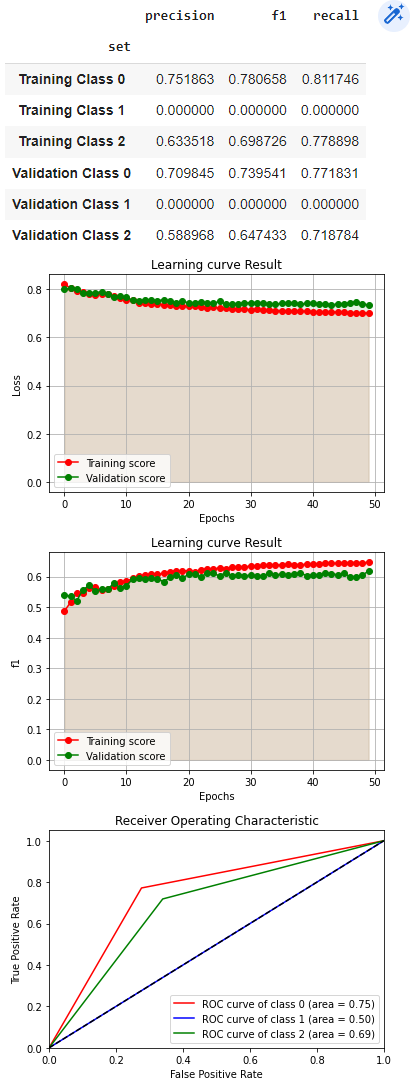 precision f1 recall
set
Training Class 0 0.751863 0.780658 0.811746
Training Class 1 0.000000 0.000000 0.000000
Training Class 2 0.633518 0.698726 0.778898
Validation Class 0 0.709845 0.739541 0.771831
Validation Class 1 0.000000 0.000000 0.000000
Validation Class 2 0.588968 0.647433 0.718784
Learning curve Result
0.8
0.6
0.4
0.2
0.0
Loss
Training score
Validation score
0 10 20 30 40 50
Epochs
Learning curve Result
0.6
0.5
0.4
0.3
0.2
0.1
0.0
f1
Training score
Validation score
0 10 20 30 40 50
Epochs
Receiver Operating Characteristic
1.0
0.8
0.6
0.4
0.2
0.0
True Positive Rate
ROC curve of class 0 (area = 0.75)
ROC curve of class 1 (area = 0.50)
ROC curve of class 2 (area = 0.69)
0.0 0.2 0.4 0.6 0.8 1.0
False Positive Rate